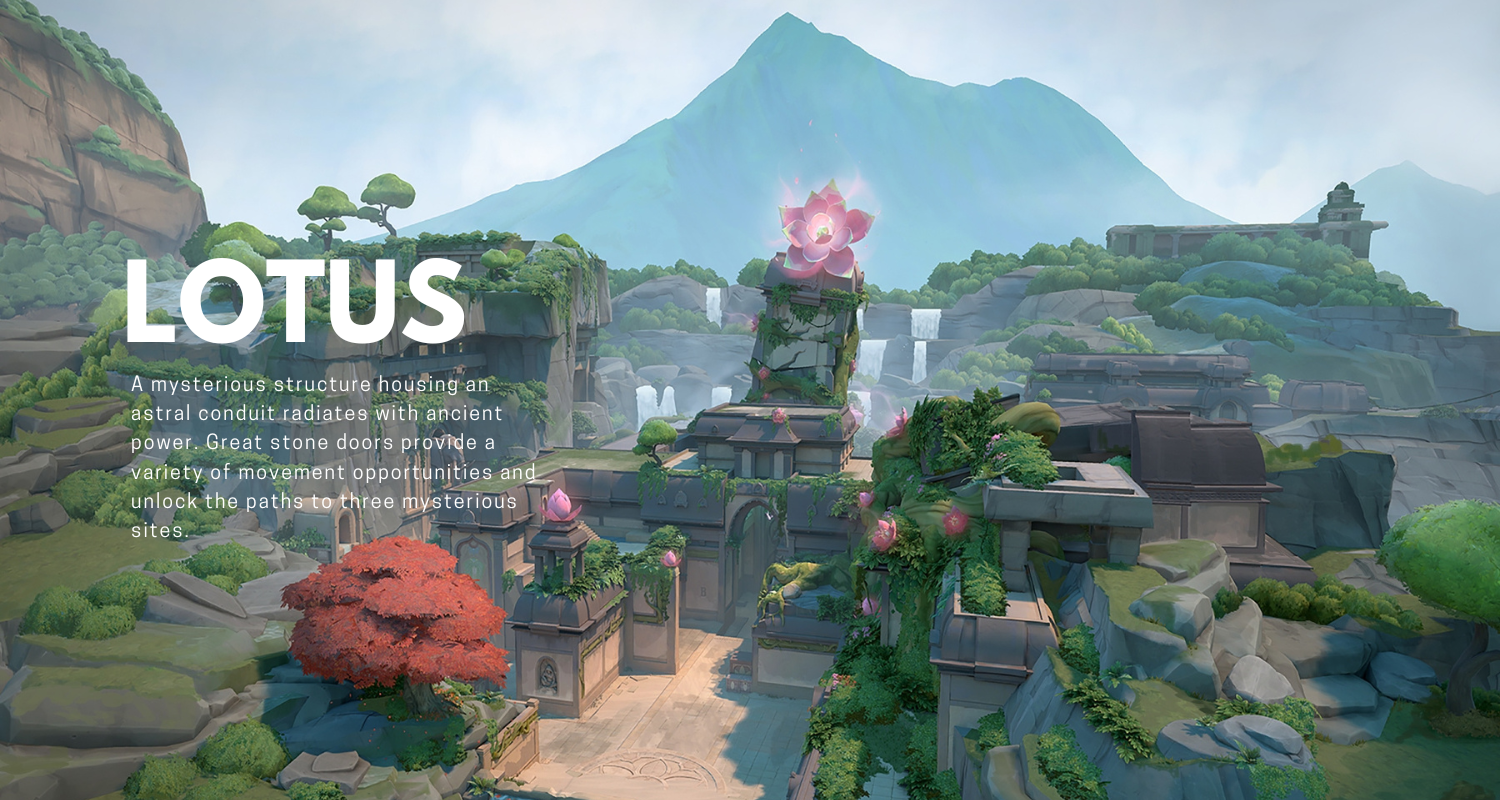 LOTUS
A mysterious structure housing an
astral conduit radiates with ancient
power. Great stone doors provide a
variety of movement opportunities and
unlock the paths to three mysterious
sites.